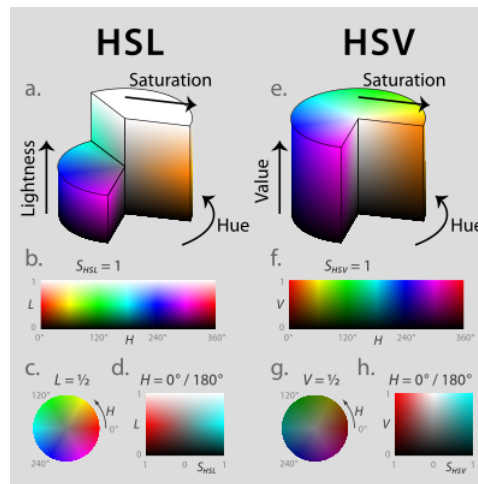 HSL
HSV
a.
Saturation
Lightness
Hue
e.
Saturation
Value
Hue
b.
S_HSL = 1
1
L
0
0°
120°
H
240°
360°
f.
S_HSV = 1
1
V
0
0°
120°
H
240°
360°
c.
L = ½
120°
H
0°
240°
d.
H = 0° / 180°
1
L
0
1
0
S_HSL
1
g.
V = ½
120°
H
0°
240°
h.
H = 0° / 180°
1
V
0
1
0
S_HSV
1